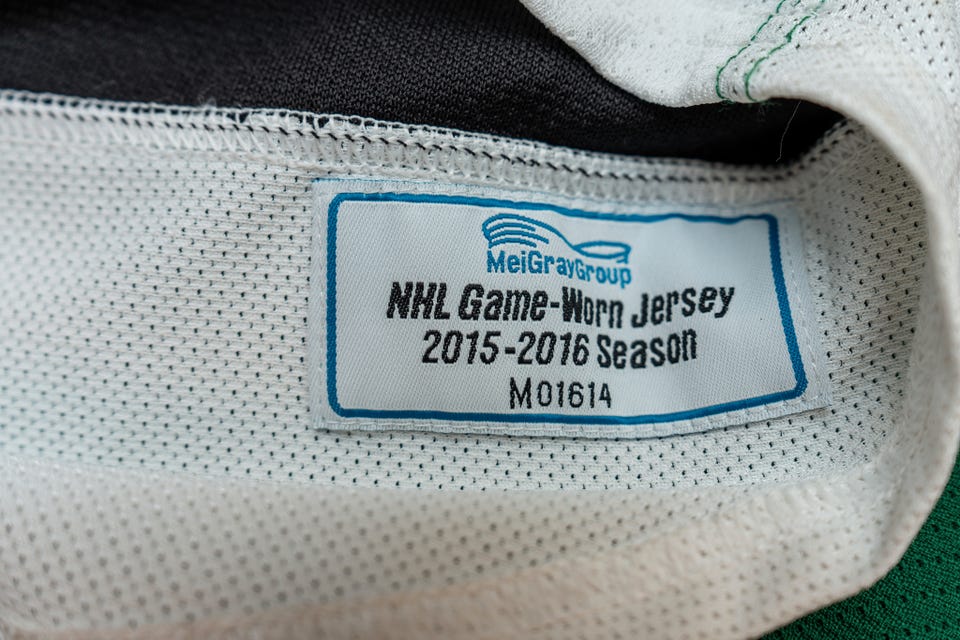 MeiGrayGroup
NHL Game-Worn Jersey
2015-2016 Season
M01614